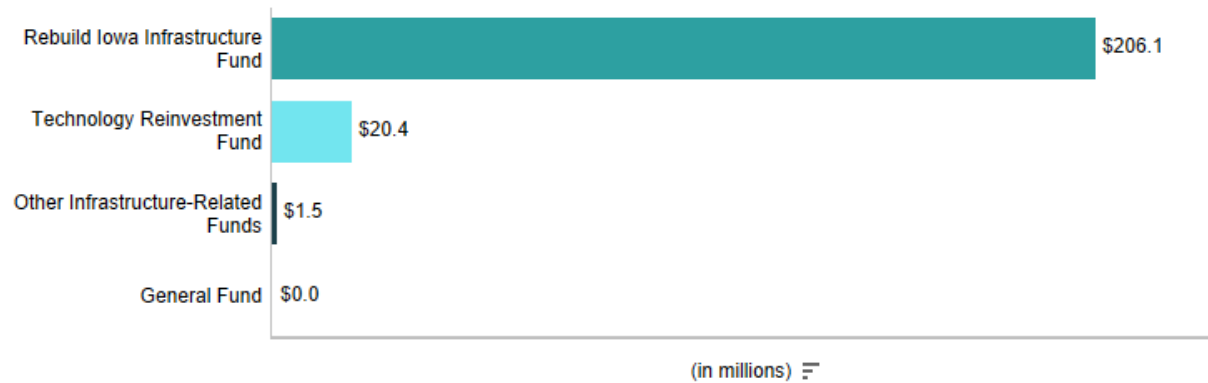 Rebuild Iowa Infrastructure
Fund
$206.1
Technology Reinvestment
Fund
$20.4
Other Infrastructure-Related
Funds
$1.5
General Fund
$0.0
(in millions)